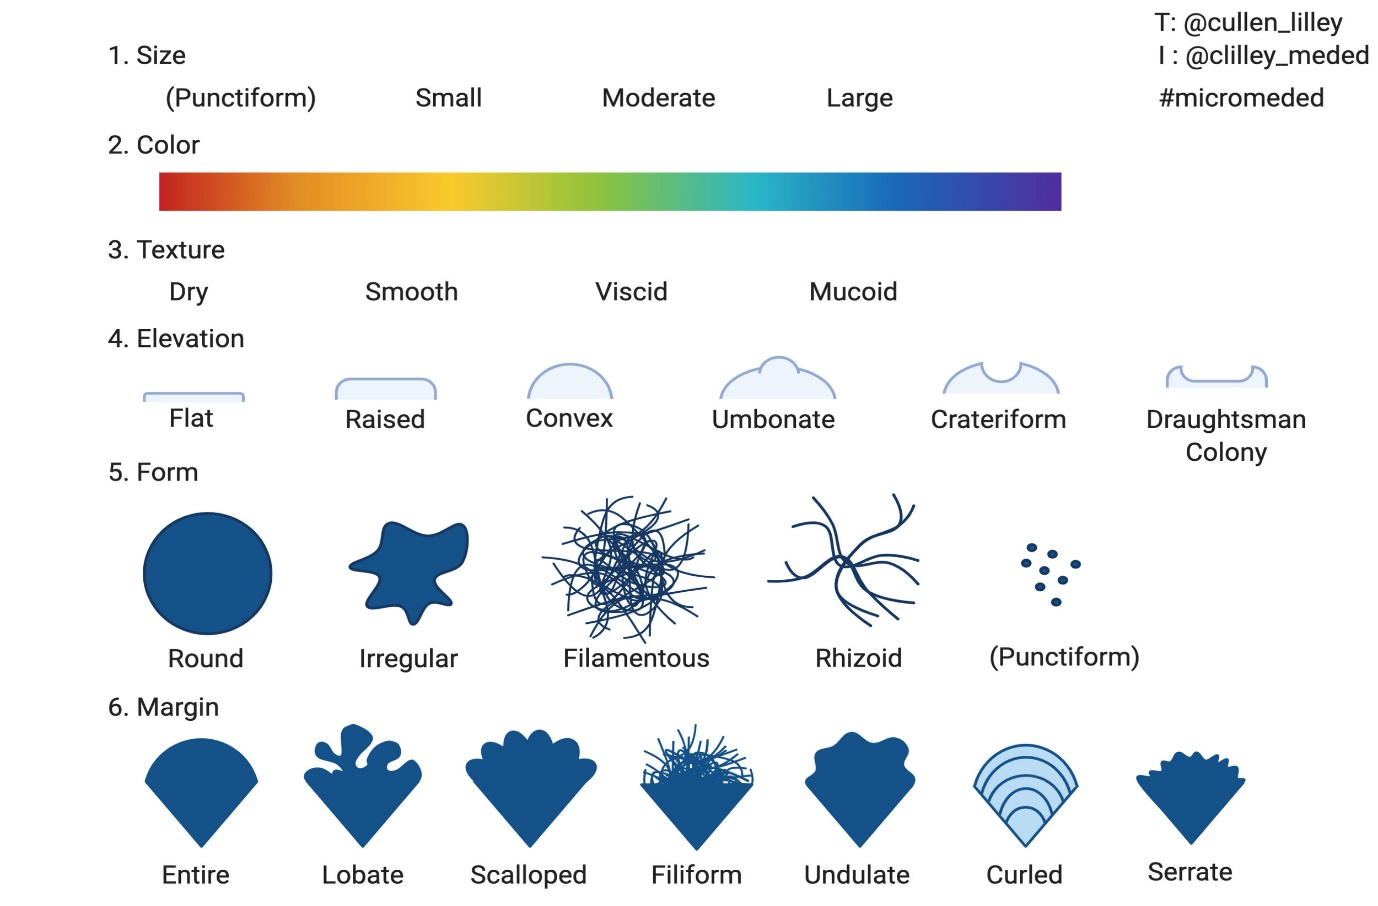 T: @cullen_lilley
I : @clilley_meded
#micromeded
1. Size
(Punctiform) Small Moderate Large
2. Color
3. Texture
Dry Smooth Viscid Mucoid
4. Elevation
Flat Raised Convex Umbonate Crateriform Draughtsman
Colony
5. Form
Round Irregular Filamentous Rhizoid (Punctiform)
6. Margin
Entire Lobate Scalloped Filiform Undulate Curled Serrate